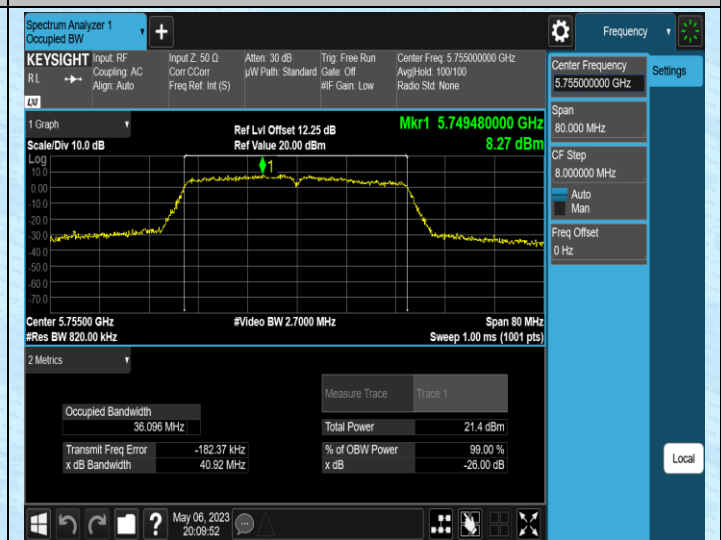 Spectrum Analyzer 1
Occupied BW
+
Frequency
KEYSIGHT
RL
LXI
Input: RF
Coupling: AC
Align: Auto
Input Z: 50 Ω
Corr CCorr
Freq Ref: Int (S)
Atten: 30 dB
µW Path: Standard
Trig: Free Run
Gate: Off
#IF Gain: Low
Center Freq: 5.755000000 GHz
Avg|Hold: 100/100
Radio Std: None
Center Frequency
5.755000000 GHz
Settings
Span
80.000 MHz
CF Step
8.000000 MHz
Auto
Man
Freq Offset
0 Hz
1 Graph
Scale/Div 10.0 dB
Ref Lvl Offset 12.25 dB
Ref Value 20.00 dBm
Mkr1 5.749480000 GHz
8.27 dBm
Log
10.0
0.00
-10.0
-20.0
-30.0
-40.0
-50.0
-60.0
-70.0
1
Center 5.75500 GHz
#Res BW 820.00 kHz
#Video BW 2.7000 MHz
Span 80 MHz
Sweep 1.00 ms (1001 pts)
2 Metrics
Measure Trace
Trace 1
Occupied Bandwidth
36.096 MHz
Total Power
21.4 dBm
Transmit Freq Error
-182.37 kHz
% of OBW Power
99.00 %
x dB Bandwidth
40.92 MHz
x dB
-26.00 dB
Local
?
May 06, 2023
20:09:52